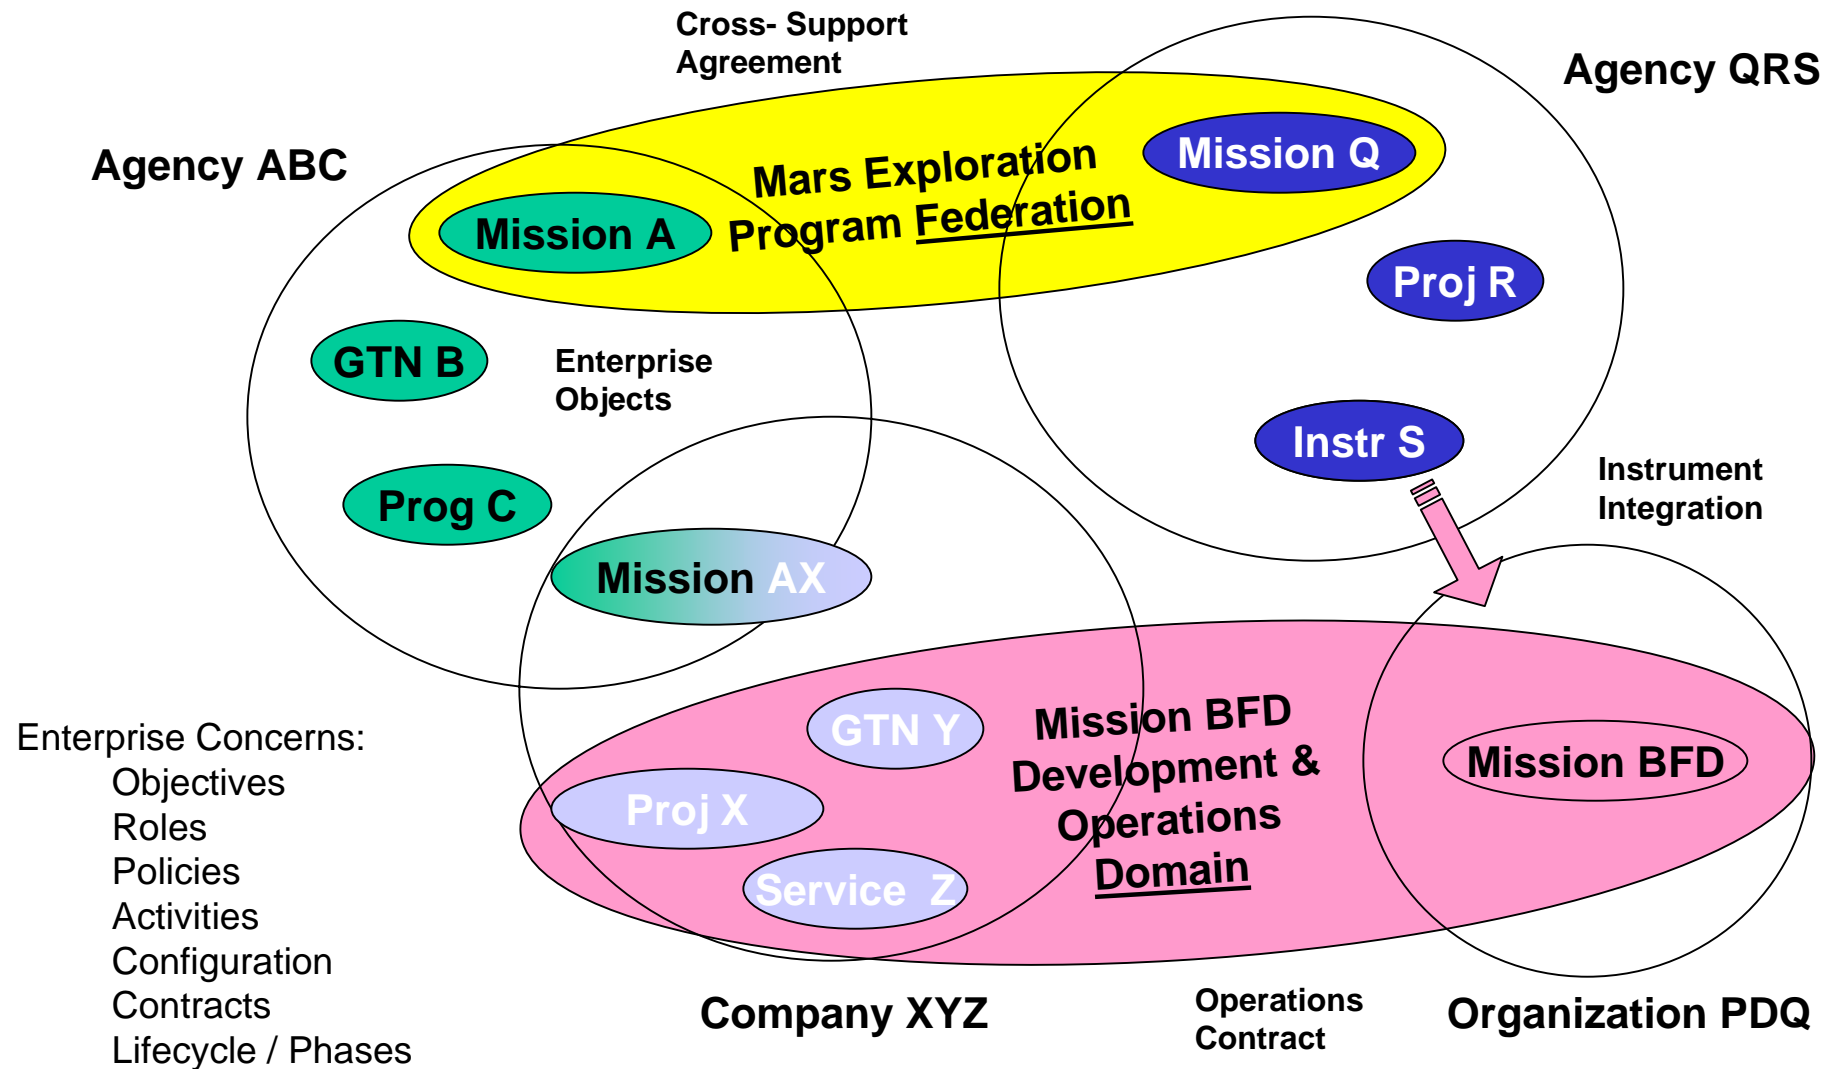 Cross- Support
Agreement
Agency QRS
Agency ABC
Mars Exploration
Program Federation
Mission Q
Mission A
Proj R
GTN B
Enterprise
Objects
Instr S
Instrument
Integration
Prog C
Mission AX
GTN Y
Mission BFD
Development &
Operations
Domain
Mission BFD
Proj X
Service Z
Enterprise Concerns:
Objectives
Roles
Policies
Activities
Configuration
Contracts
Lifecycle / Phases
Company XYZ
Operations
Contract
Organization PDQ